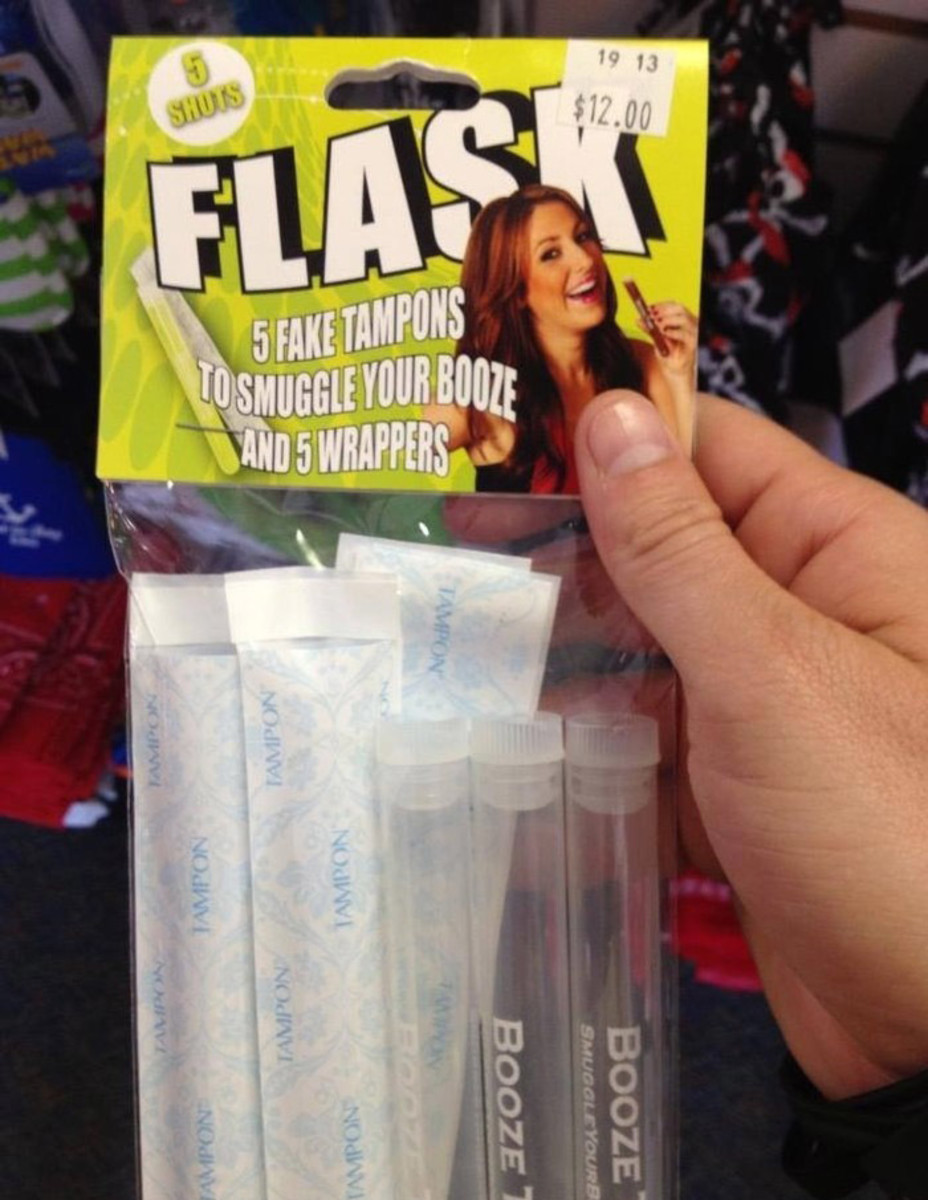 5
SHOTS
19 13
$12.00
FLASK
5 FAKE TAMPONS
TO SMUGGLE YOUR BOOZE
AND 5 WRAPPERS
TAMPON
TAMPON
TAMPON
TAMPON
TAMPON
TAMPON
TAMPON
TAMPON
TAMPON
BOOZE
BOOZE T
BOOZE
SMUGGLE YOUR B